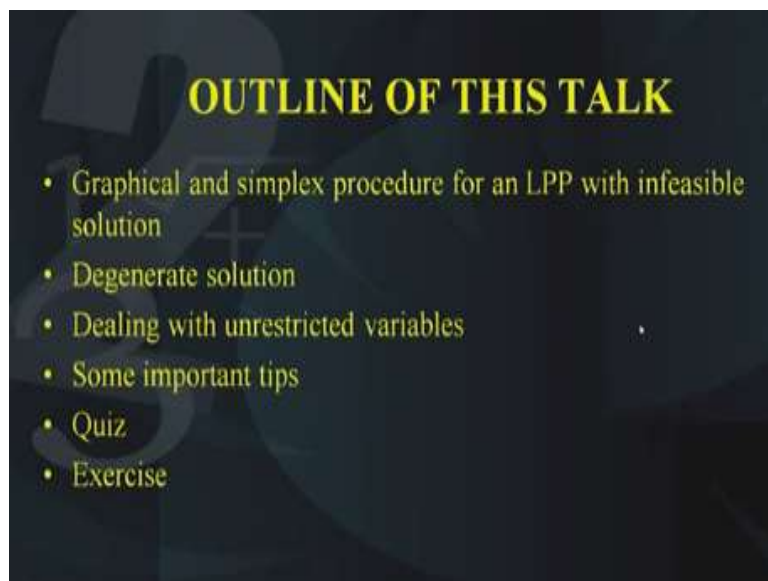 OUTLINE OF THIS TALK
• Graphical and simplex procedure for an LPP with infeasible
solution
• Degenerate solution
• Dealing with unrestricted variables
• Some important tips
• Quiz
• Exercise